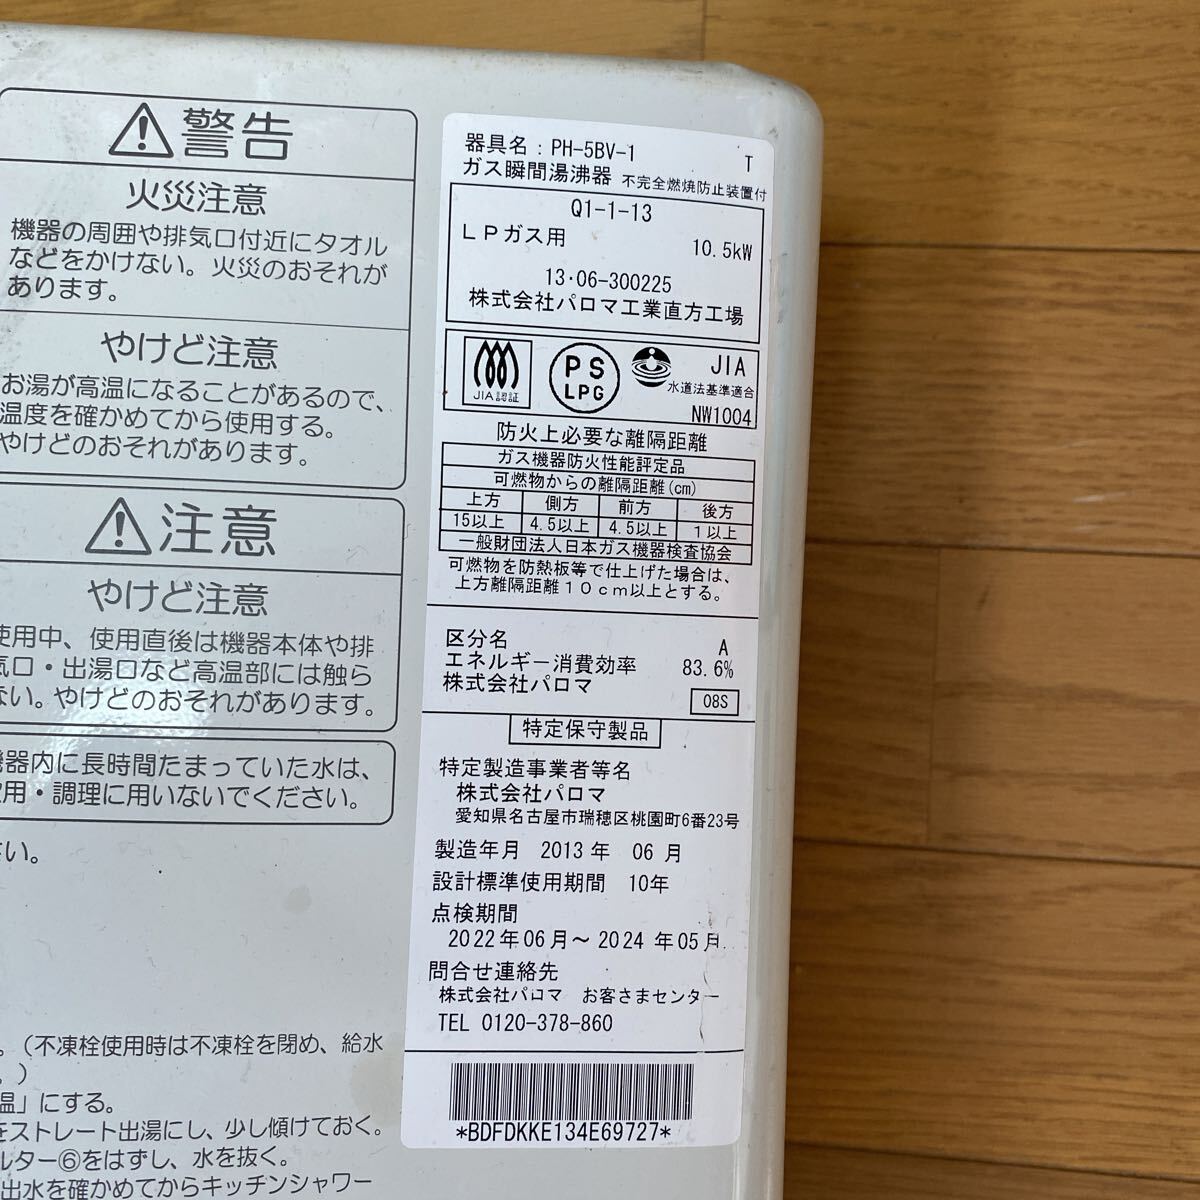 警告
火災注意
機器の周囲や排気口付近にタオル
などをかけない。火災のおそれが
あります。
やけど注意
お湯が高温になることがあるので、
温度を確かめてから使用する。
やけどのおそれがあります。
注意
やけど注意
使用中、使用直後は機器本体や排
気口・出湯口など高温部には触ら
ない。やけどのおそれがあります。
機器内に長時間たまっていた水は、
飲用・調理に用いないでください。
さい。
。(不凍栓使用時は不凍栓を閉め、給水
。)
温」にする。
をストレート出湯にし、少し傾けておく。
ルター⑥をはずし、水を抜く。
出水を確かめてからキッチンシャワー
器具名:PH-5BV-1 T
ガス瞬間湯沸器 不完全燃焼防止装置付
Q1-1-13
LPガス用 10.5kW
13・06-300225
株式会社パロマ工業直方工場
JIA認証
PS
LPG
JIA
水道法基準適合
NW1004
防火上必要な離隔距離
ガス機器防火性能評定品
可燃物からの離隔距離(cm)
上方 側方 前方 後方
15以上 4.5以上 4.5以上 1以上
一般財団法人日本ガス機器検査協会
可燃物を防熱板等で仕上げた場合は、
上方離隔距離10cm以上とする。
区分名 A
エネルギー消費効率 83.6%
株式会社パロマ
08S
特定保守製品
特定製造事業者等名
株式会社パロマ
愛知県名古屋市瑞穂区桃園町6番23号
製造年月 2013年 06月
設計標準使用期間 10年
点検期間
2022年06月～2024年05月
問合せ連絡先
株式会社パロマ お客さまセンター
TEL 0120-378-860
*BDFDKKE134E69727*